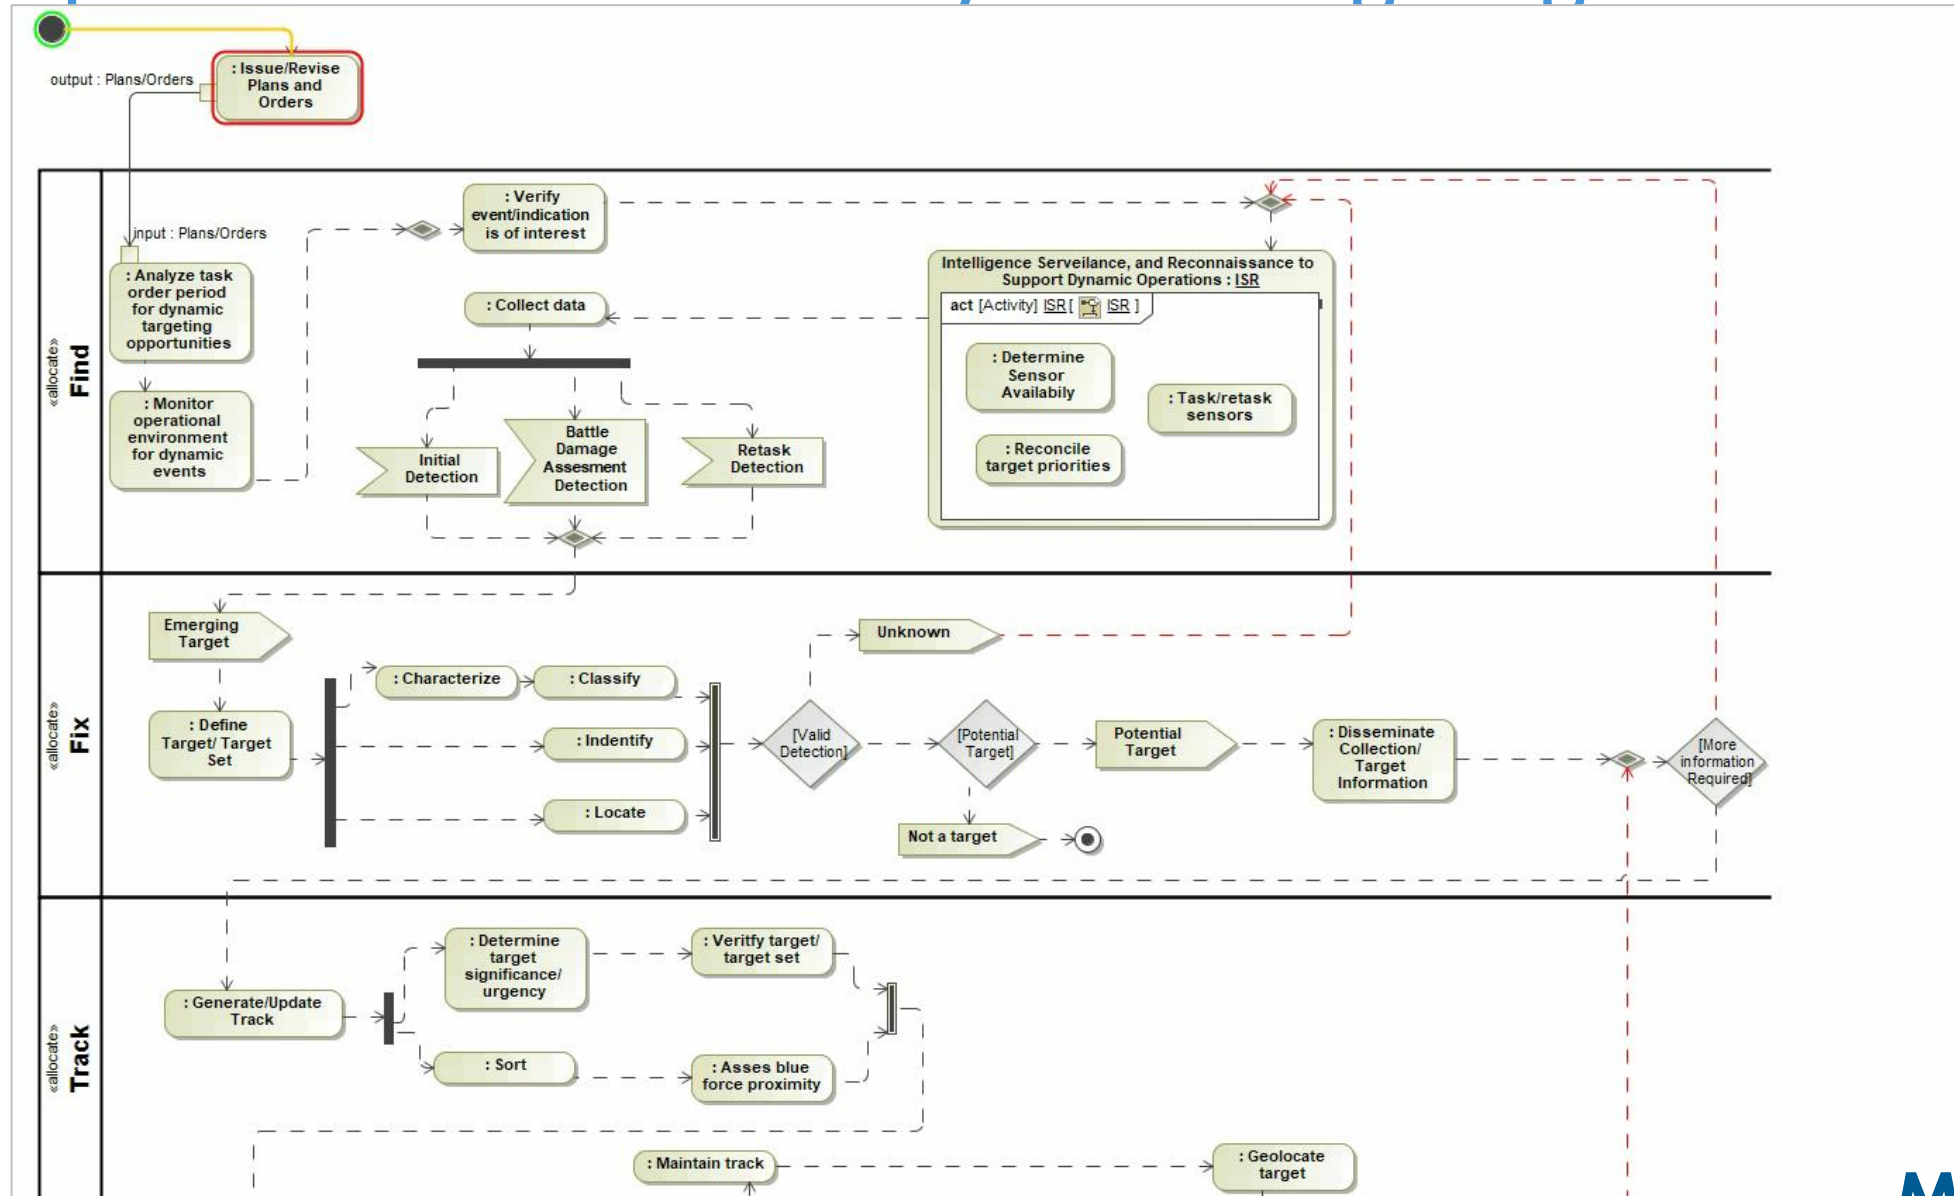 : Issue/Revise
Plans and
Orders
output : Plans/Orders
«allocate»
Find
input : Plans/Orders
: Analyze task
order period
for dynamic
targeting
opportunities
: Monitor
operational
environment
for dynamic
events
: Verify
event/indication
is of interest
: Collect data
Initial
Detection
Battle
Damage
Assesment
Detection
Retask
Detection
Intelligence Serveilance, and Reconnaissance to
Support Dynamic Operations : ISR
act [Activity] ISR [ ISR ]
: Determine
Sensor
Availabily
: Task/retask
sensors
: Reconcile
target priorities
«allocate»
Fix
Emerging
Target
: Define
Target/ Target
Set
: Characterize
: Classify
: Indentify
: Locate
Unknown
[Valid
Detection]
[Potential
Target]
Not a target
Potential
Target
: Disseminate
Collection/
Target
Information
[More
information
Required]
«allocate»
Track
: Generate/Update
Track
: Determine
target
significance/
urgency
: Sort
: Veritfy target/
target set
: Asses blue
force proximity
: Maintain track
: Geolocate
target